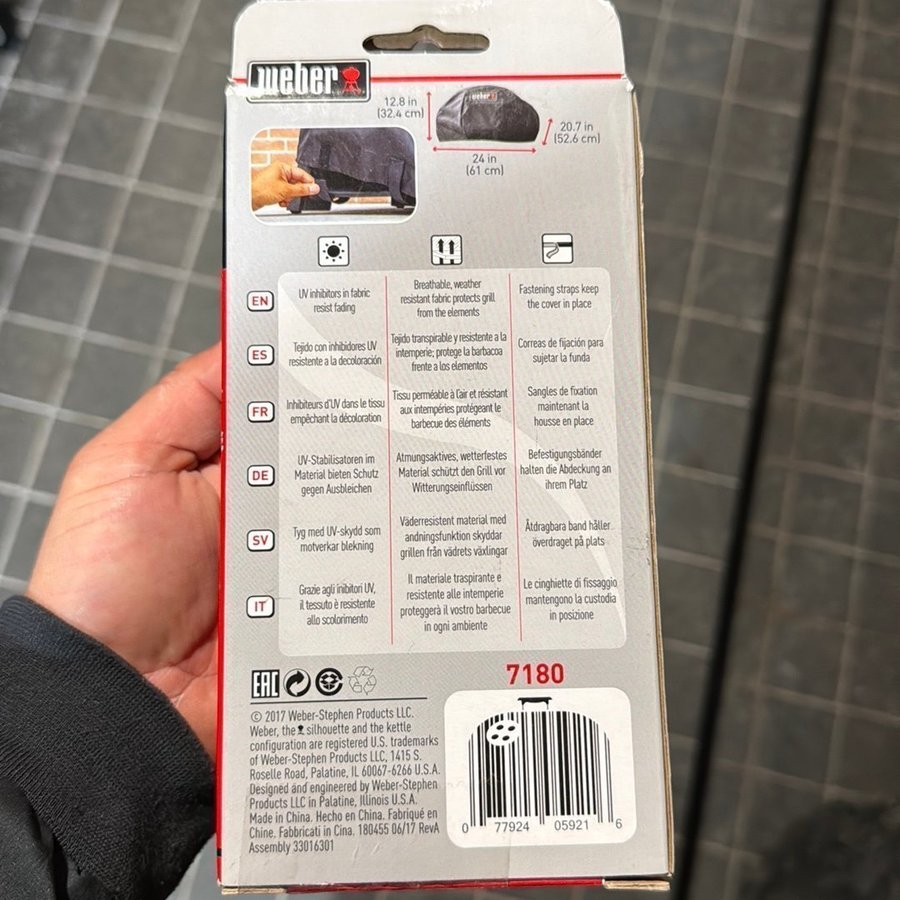 weber
weber
12.8 in
(32.4 cm)
20.7 in
(52.6 cm)
24 in
(61 cm)
EN
UV inhibitors in fabric
resist fading
Breathable, weather
resistant fabric protects grill
from the elements
Fastening straps keep
the cover in place
ES
Tejido con inhibidores UV
resistente a la decoloración
Tejido transpirable y resistente a la
intemperie; protege la barbacoa
frente a los elementos
Correas de fijación para
sujetar la funda
FR
Inhibiteurs d'UV dans le tissu
empêchant la décoloration
Tissu perméable à l'air et résistant
aux intempéries protégeant le
barbecue des éléments
Sangles de fixation
maintenant la
housse en place
DE
UV-Stabilisatoren im
Material bieten Schutz
gegen Ausbleichen
Atmungsaktives, wetterfestes
Material schützt den Grill vor
Witterungseinflüssen
Befestigungsbänder
halten die Abdeckung an
ihrem Platz
SV
Tyg med UV-skydd som
motverkar blekning
Väderresistent material med
andningsfunktion skyddar
grillen från vädrets växlingar
Åtdragbara band håller
överdraget på plats
IT
Grazie agli inibitori UV,
il tessuto è resistente
allo scolorimento
Il materiale traspirante e
resistente alle intemperie
proteggerà il vostro barbecue
in ogni ambiente
Le cinghiette di fissaggio
mantengono la custodia
in posizione
EAC
7180
© 2017 Weber-Stephen Products LLC.
Weber, the silhouette and the kettle
configuration are registered U.S. trademarks
of Weber-Stephen Products LLC, 1415 S.
Roselle Road, Palatine, IL 60067-6266 U.S.A.
Designed and engineered by Weber-Stephen
Products LLC in Palatine, Illinois U.S.A.
Made in China. Hecho en China. Fabriqué en
Chine. Fabbricati in Cina. 180455 06/17 RevA
Assembly 33016301
0 77924 05921 6